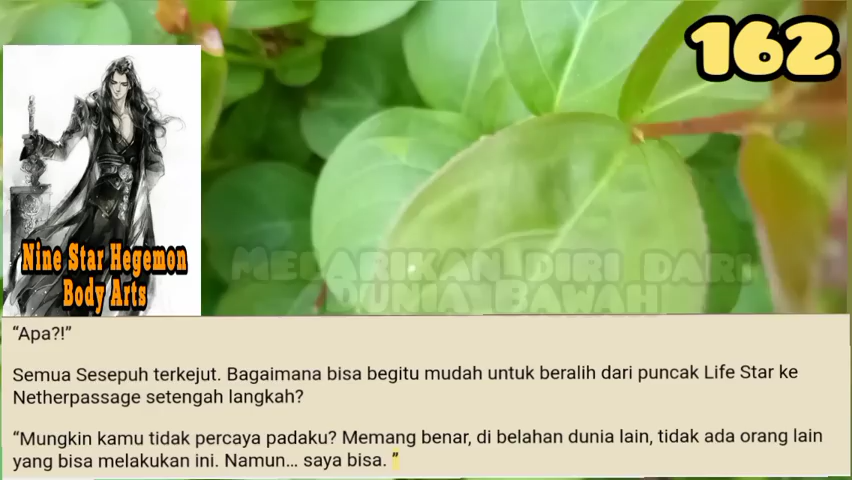 162
Nine Star Hegemon
Body Arts
MELARIKAN DIRI DARI
DUNIA BAWAH
“Apa?!”
Semua Sesepuh terkejut. Bagaimana bisa begitu mudah untuk beralih dari puncak Life Star ke
Netherpassage setengah langkah?
“Mungkin kamu tidak percaya padaku? Memang benar, di belahan dunia lain, tidak ada orang lain
yang bisa melakukan ini. Namun… saya bisa. ”